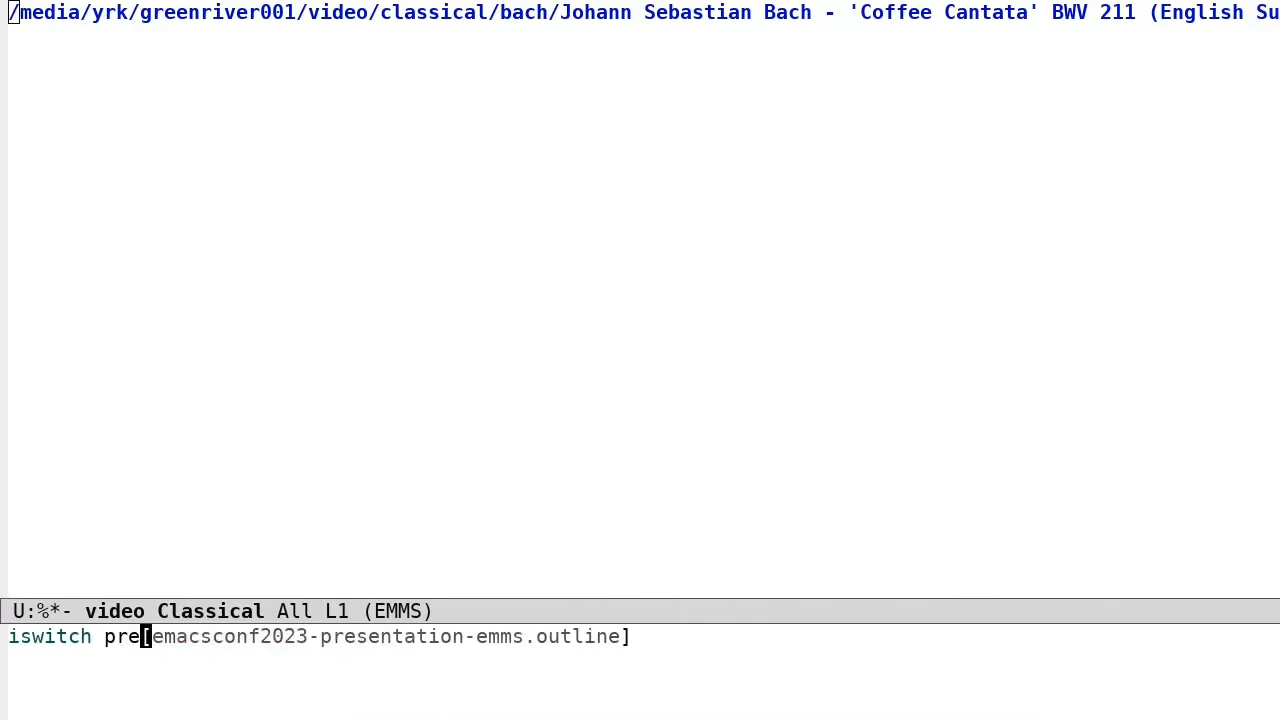 /media/yrk/greenriver001/video/classical/bach/Johann Sebastian Bach - 'Coffee Cantata' BWV 211 (English Su
U:%*- video Classical All L1 (EMMS)
iswitch pre[emacsconf2023-presentation-emms.outline]